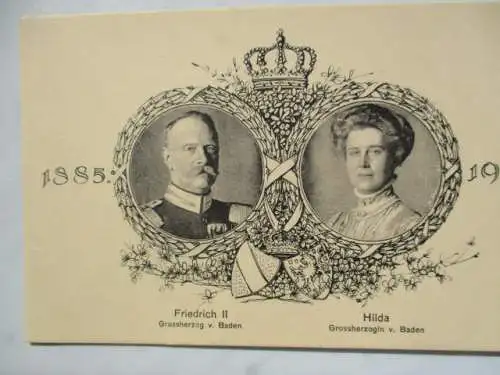 1885. 19
Friedrich II
Grossherzog v. Baden
Hilda
Grossherzogin v. Baden